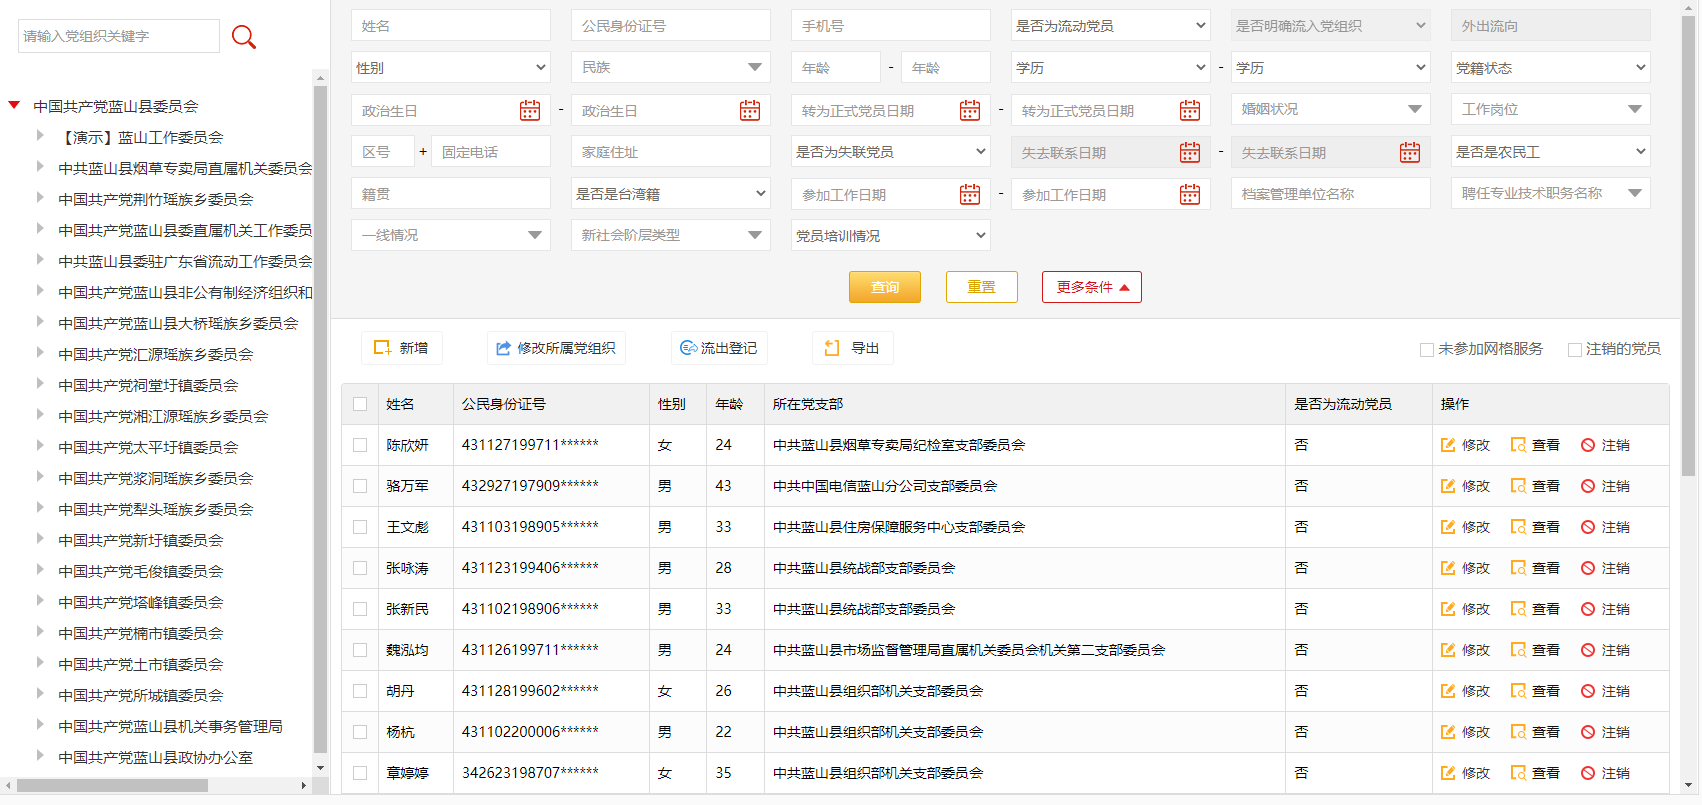 请输入党组织关键字
中国共产党蓝山县委员会
【演示】蓝山工作委员会
中共蓝山县烟草专卖局直属机关委员会
中国共产党荆竹瑶族乡委员会
中国共产党蓝山县委直属机关工作委员
中共蓝山县委驻广东省流动工作委员会
中国共产党蓝山县非公有制经济组织和
中国共产党蓝山县大桥瑶族乡委员会
中国共产党汇源瑶族乡委员会
中国共产党祠堂圩镇委员会
中国共产党湘江源瑶族乡委员会
中国共产党太平圩镇委员会
中国共产党浆洞瑶族乡委员会
中国共产党犁头瑶族乡委员会
中国共产党新圩镇委员会
中国共产党毛俊镇委员会
中国共产党塔峰镇委员会
中国共产党楠市镇委员会
中国共产党土市镇委员会
中国共产党所城镇委员会
中国共产党蓝山县机关事务管理局
中国共产党蓝山县政协办公室
姓名 公民身份证号 手机号 是否为流动党员 是否明确流入党组织 外出流向
性别 民族 年龄 - 年龄 学历 - 学历 党籍状态
政治生日 - 政治生日 转为正式党员日期 - 转为正式党员日期 婚姻状况 工作岗位
区号 + 固定电话 家庭住址 是否为失联党员 失去联系日期 - 失去联系日期 是否是农民工
籍贯 是否是台湾籍 参加工作日期 - 参加工作日期 档案管理单位名称 聘任专业技术职务名称
一线情况 新社会阶层类型 党员培训情况
查询 重置 更多条件
新增 修改所属党组织 流出登记 导出 未参加网格服务 注销的党员
姓名 公民身份证号 性别 年龄 所在党支部 是否为流动党员 操作
陈欣妍 431127199711****** 女 24 中共蓝山县烟草专卖局纪检室支部委员会 否 修改 查看 注销
骆万军 432927197909****** 男 43 中共中国电信蓝山分公司支部委员会 否 修改 查看 注销
王文彪 431103198905****** 男 33 中共蓝山县住房保障服务中心支部委员会 否 修改 查看 注销
张咏涛 431123199406****** 男 28 中共蓝山县统战部支部委员会 否 修改 查看 注销
张新民 431102198906****** 男 33 中共蓝山县统战部支部委员会 否 修改 查看 注销
魏泓均 431126199711****** 男 24 中共蓝山县市场监督管理局直属机关委员会机关第二支部委员会 否 修改 查看 注销
胡丹 431128199602****** 女 26 中共蓝山县组织部机关支部委员会 否 修改 查看 注销
杨杭 431102200006****** 男 22 中共蓝山县组织部机关支部委员会 否 修改 查看 注销
章婷婷 342623198707****** 女 35 中共蓝山县组织部机关支部委员会 否 修改 查看 注销